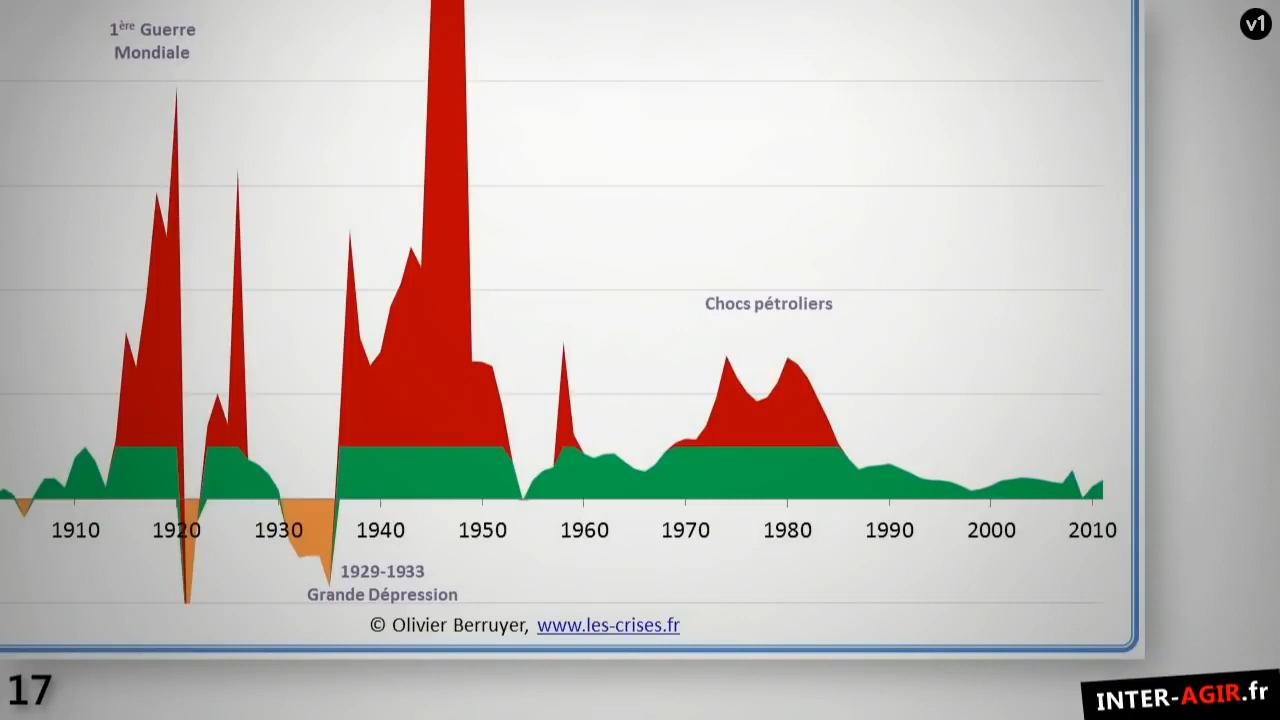 v1
1ère Guerre
Mondiale
Chocs pétroliers
1910 1920 1930 1940 1950 1960 1970 1980 1990 2000 2010
1929-1933
Grande Dépression
© Olivier Berruyer, www.les-crises.fr
17
INTER-AGIR.fr